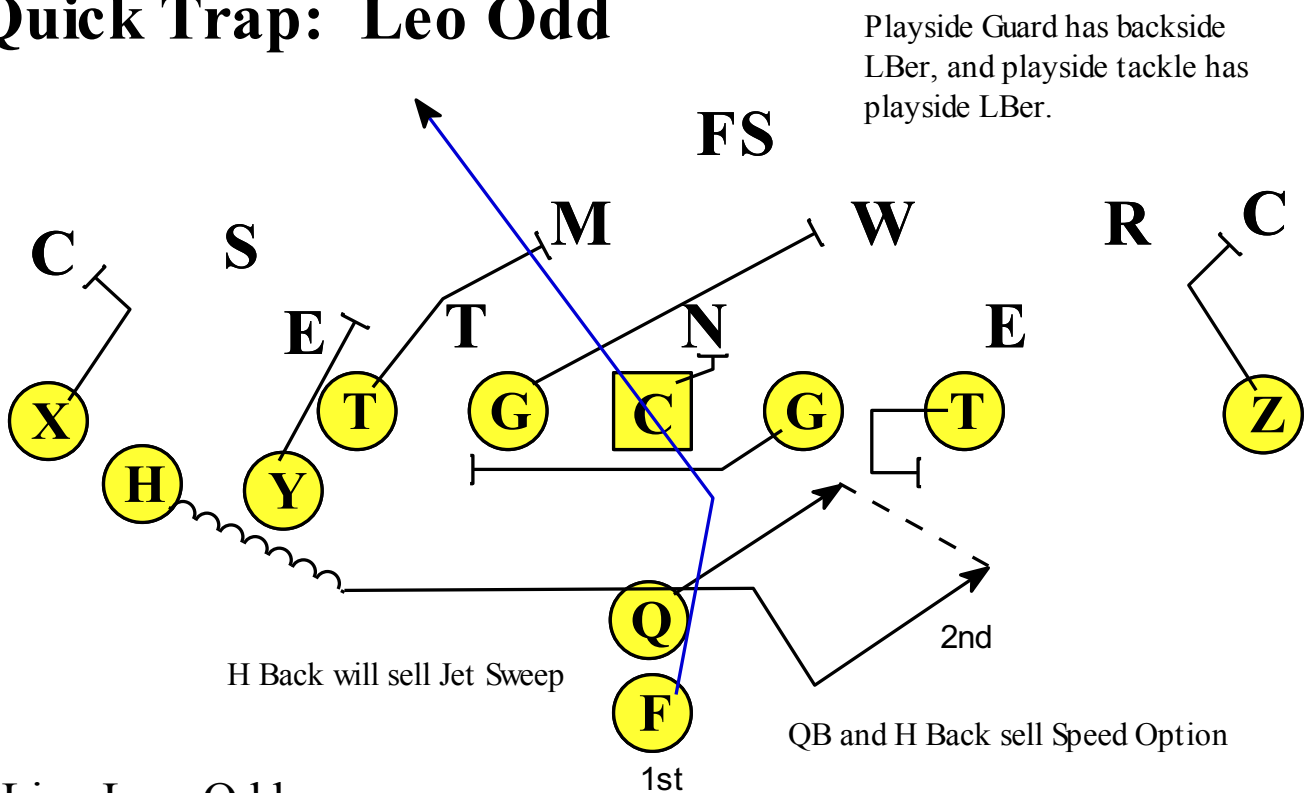 Quick Trap: Leo Odd
Playside Guard has backside
LBer, and playside tackle has
playside LBer.
FS
C S M W R C
E T N E
X T G C G T Z
H Y
Q
2nd
H Back will sell Jet Sweep
F
QB and H Back sell Speed Option
1st